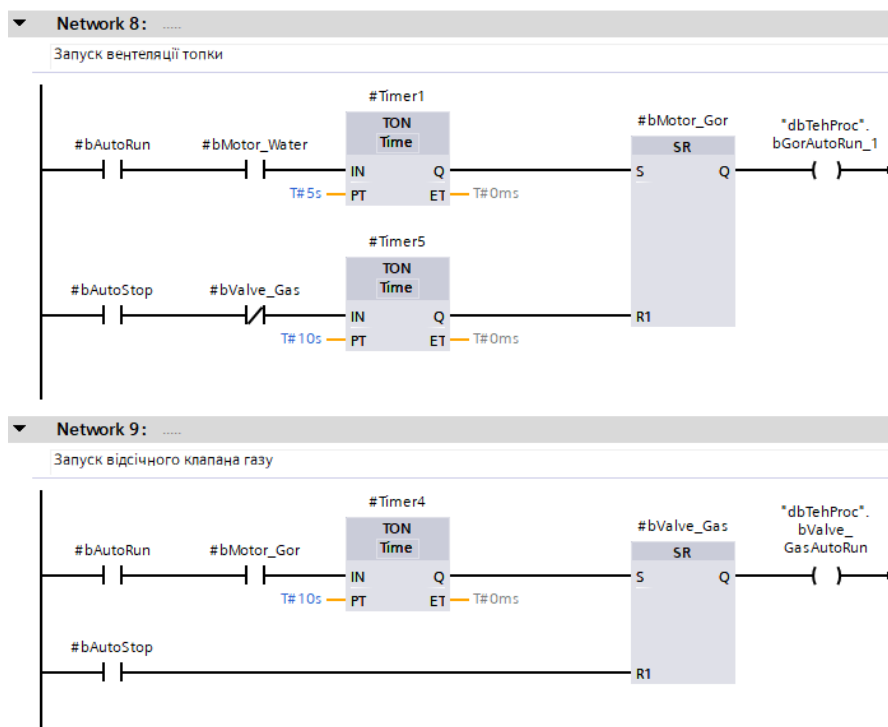 Network 8: .....
Запуск вентеляції топки
#Timer1
TON
Time
#bAutoRun
#bMotor_Water
IN
Q
T#5s
PT
ET
T#0ms
#bMotor_Gor
SR
S
Q
R1
"dbTehProc".
bGorAutoRun_1
#Timer5
TON
Time
#bAutoStop
#bValve_Gas
IN
Q
T#10s
PT
ET
T#0ms
Network 9: .....
Запуск відсічного клапана газу
#Timer4
TON
Time
#bAutoRun
#bMotor_Gor
IN
Q
T#10s
PT
ET
T#0ms
#bValve_Gas
SR
S
Q
R1
"dbTehProc".
bValve_
GasAutoRun
#bAutoStop